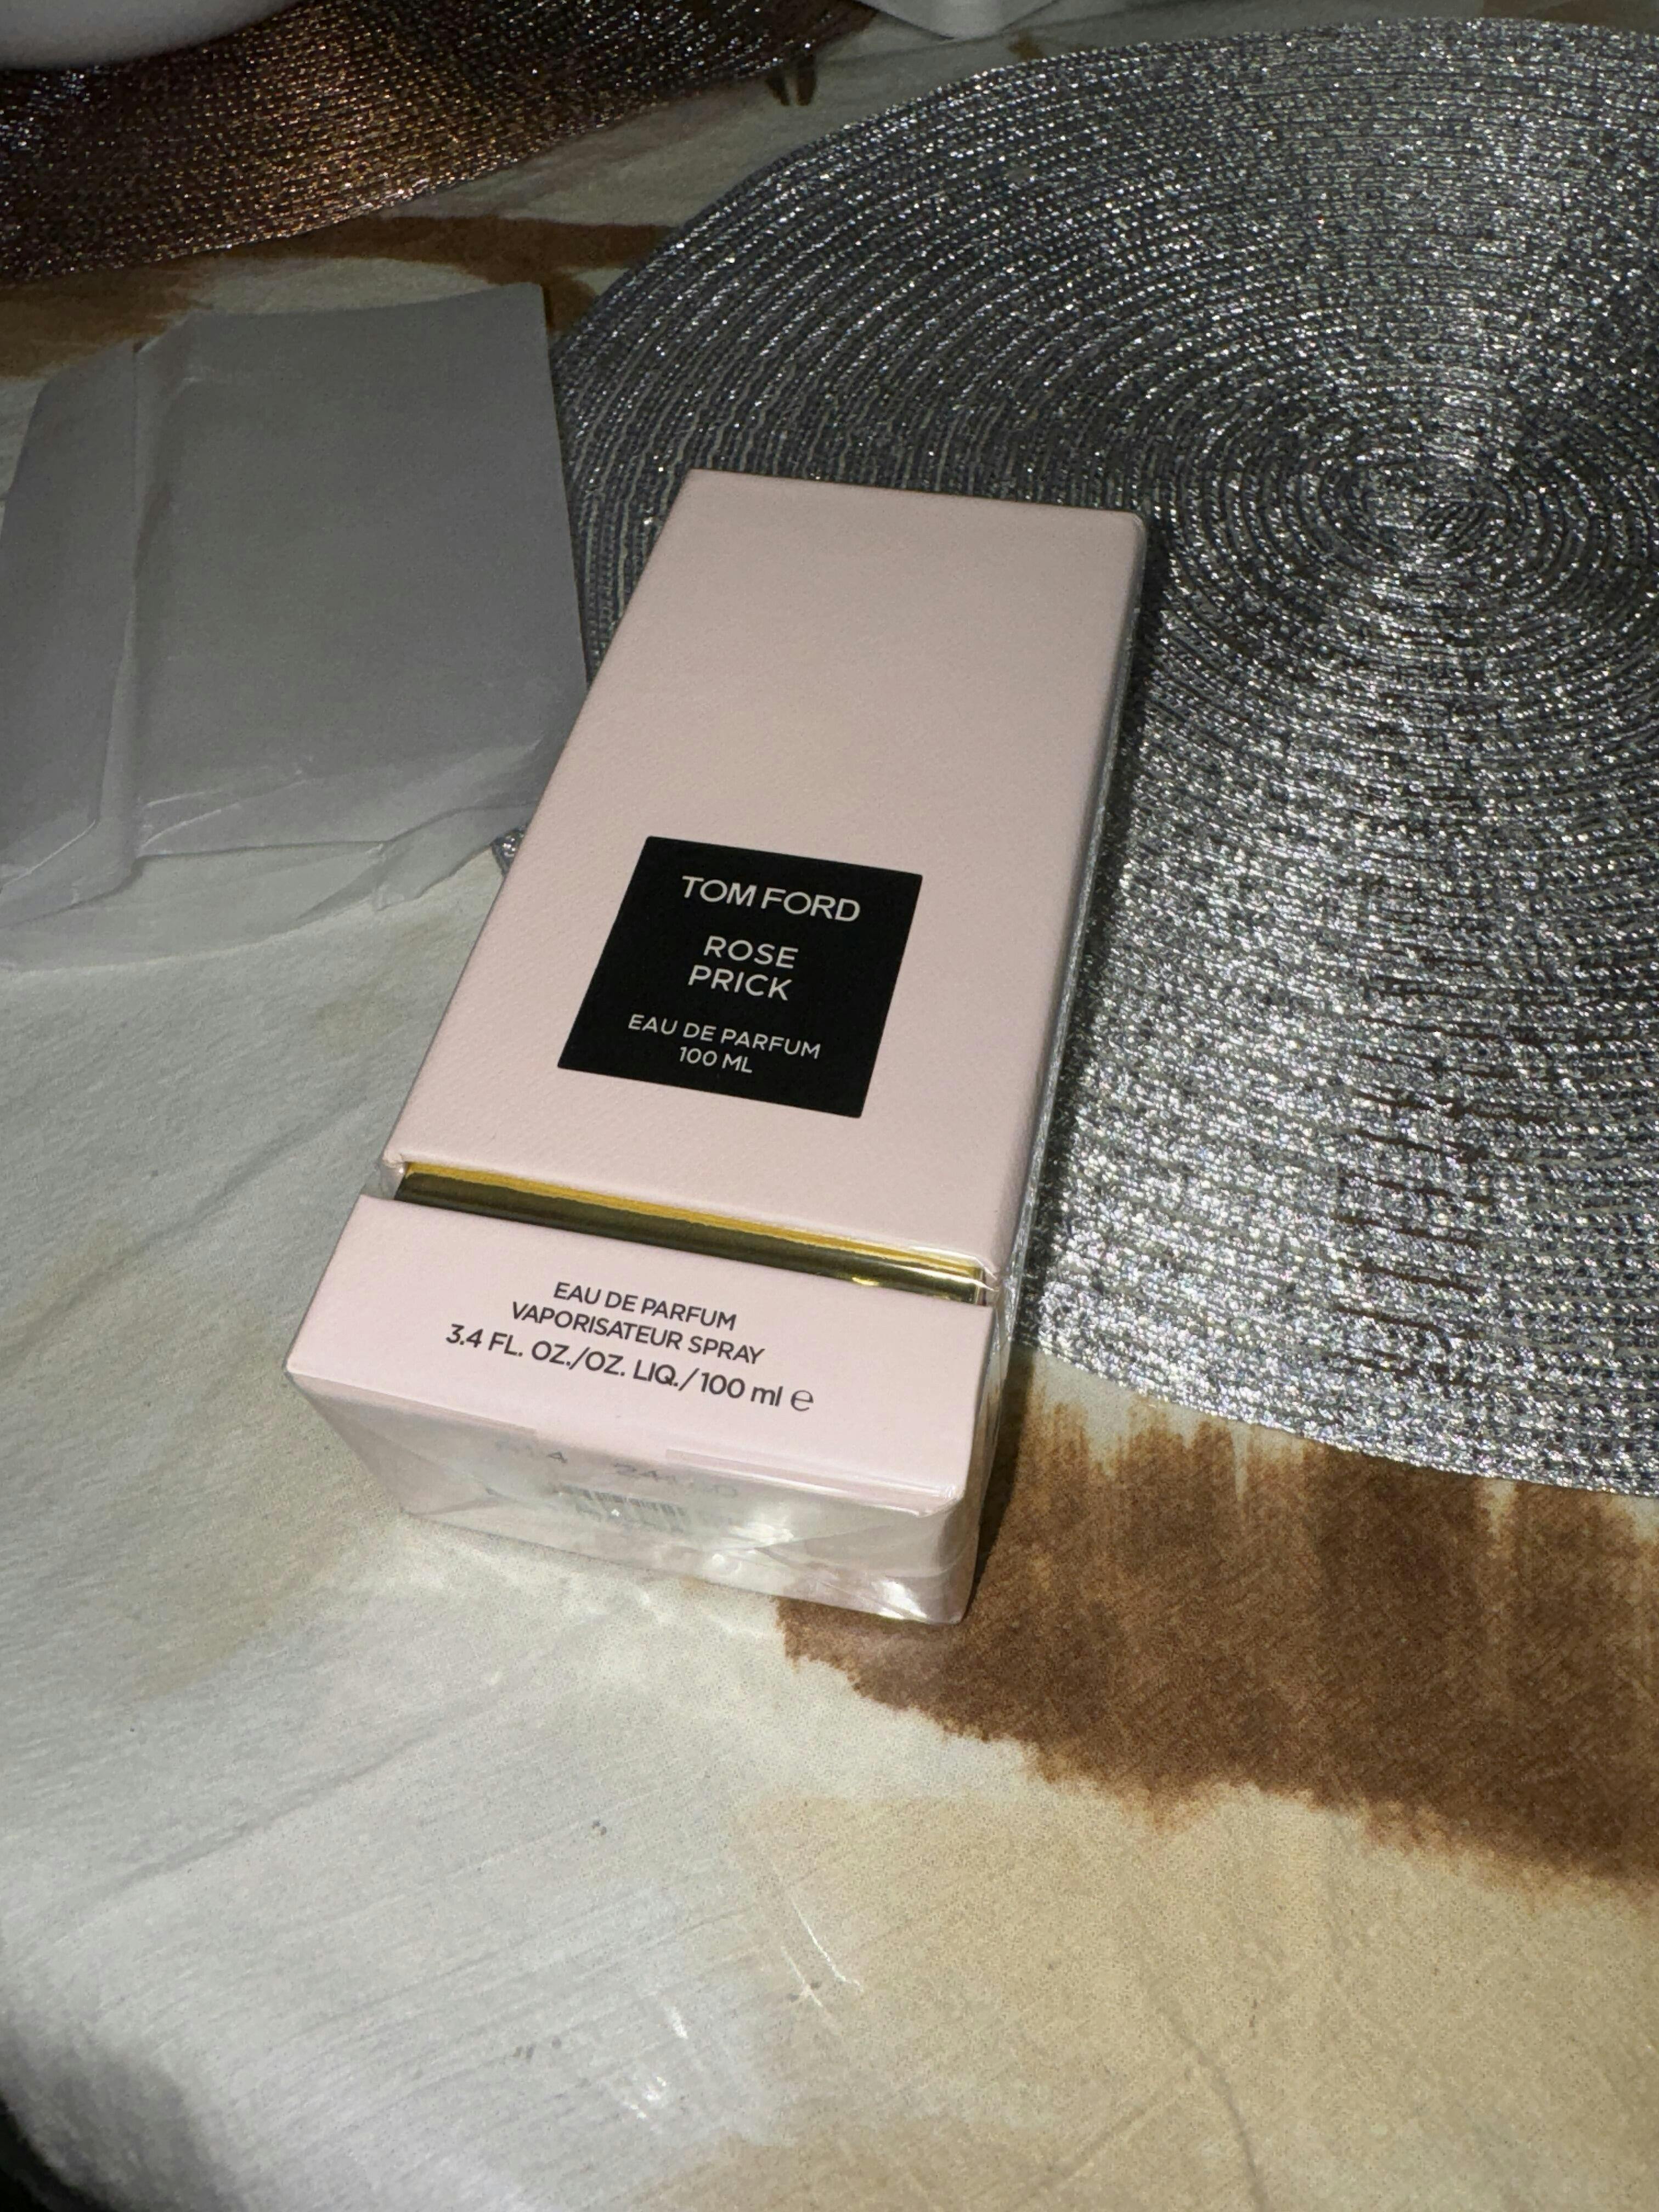 TOM FORD
ROSE
PRICK
EAU DE PARFUM
100 ML
EAU DE PARFUM
VAPORISATEUR SPRAY
3.4 FL. OZ./OZ. LIQ./100 ml ℮